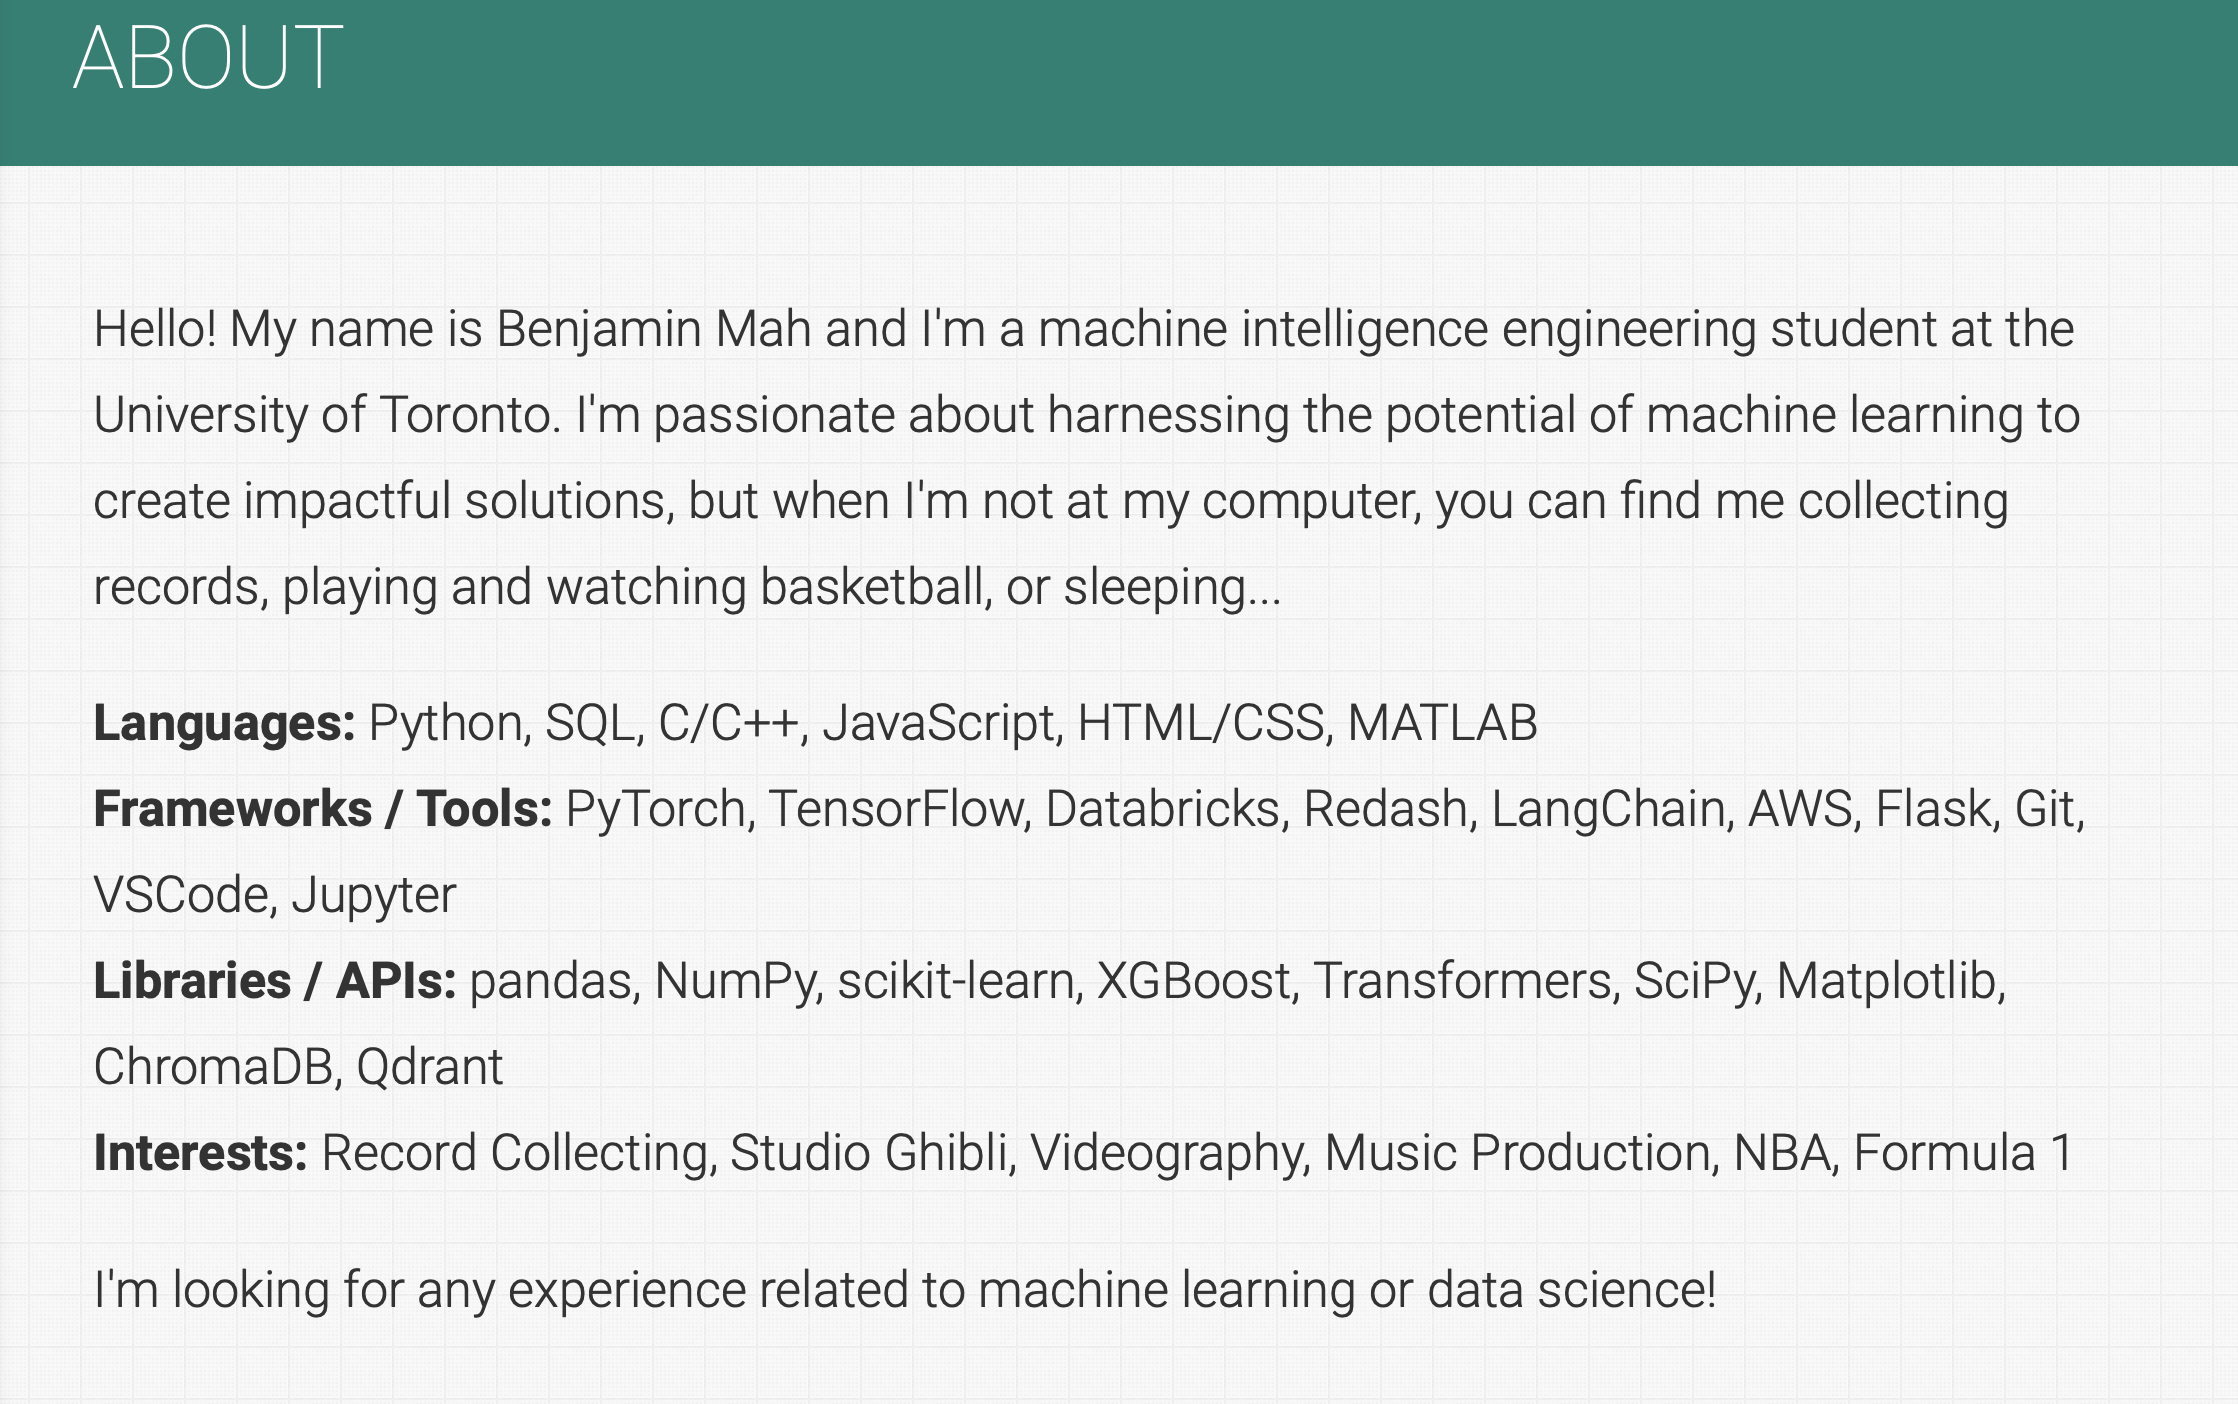 ABOUT
Hello! My name is Benjamin Mah and I'm a machine intelligence engineering student at the
University of Toronto. I'm passionate about harnessing the potential of machine learning to
create impactful solutions, but when I'm not at my computer, you can find me collecting
records, playing and watching basketball, or sleeping...
Languages: Python, SQL, C/C++, JavaScript, HTML/CSS, MATLAB
Frameworks / Tools: PyTorch, TensorFlow, Databricks, Redash, LangChain, AWS, Flask, Git,
VSCode, Jupyter
Libraries / APIs: pandas, NumPy, scikit-learn, XGBoost, Transformers, SciPy, Matplotlib,
ChromaDB, Qdrant
Interests: Record Collecting, Studio Ghibli, Videography, Music Production, NBA, Formula 1
I'm looking for any experience related to machine learning or data science!